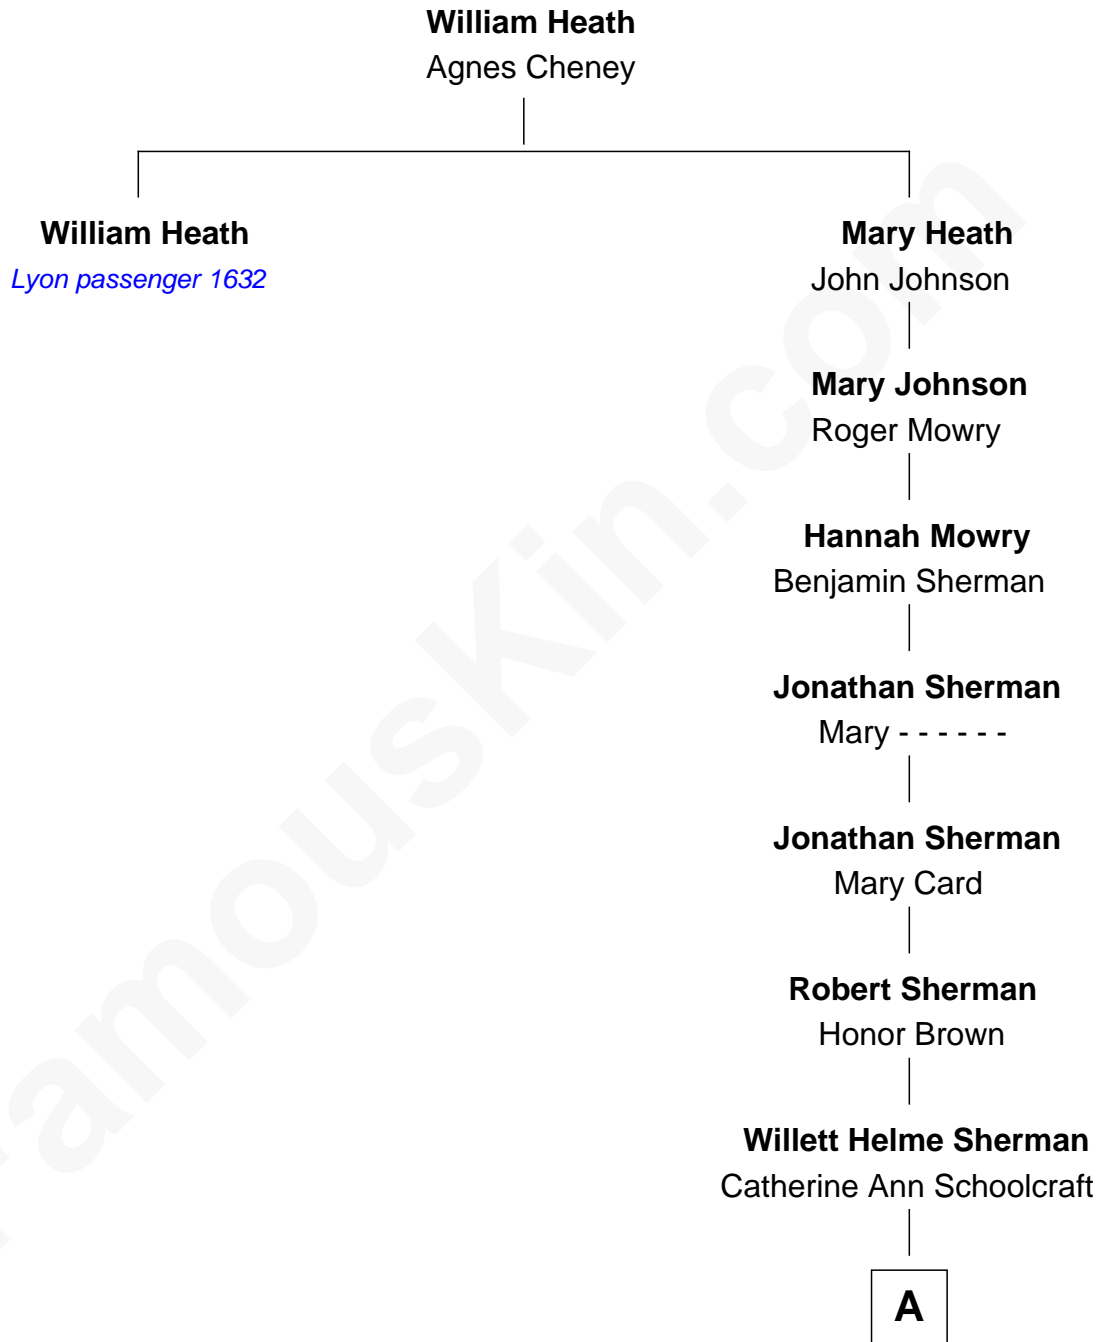 William Heath
Agnes Cheney
William Heath
Lyon passenger 1632
Mary Heath
John Johnson
Mary Johnson
Roger Mowry
Hannah Mowry
Benjamin Sherman
Jonathan Sherman
Mary - - - - - -
Jonathan Sherman
Mary Card
Robert Sherman
Honor Brown
Willett Helme Sherman
Catherine Ann Schoolcraft
A
FamousKin.com